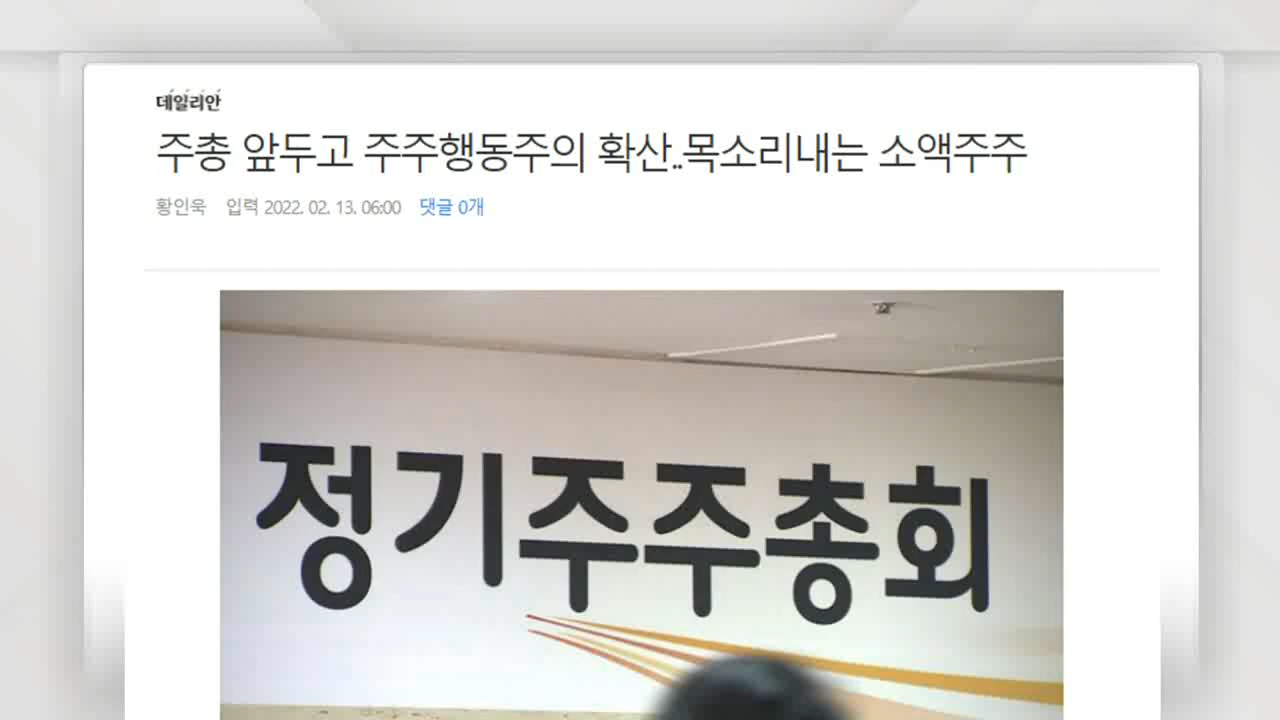 데일리안
주총 앞두고 주주행동주의 확산..목소리내는 소액주주
황인욱 입력 2022. 02. 13. 06:00 댓글 0개
정기주주총회